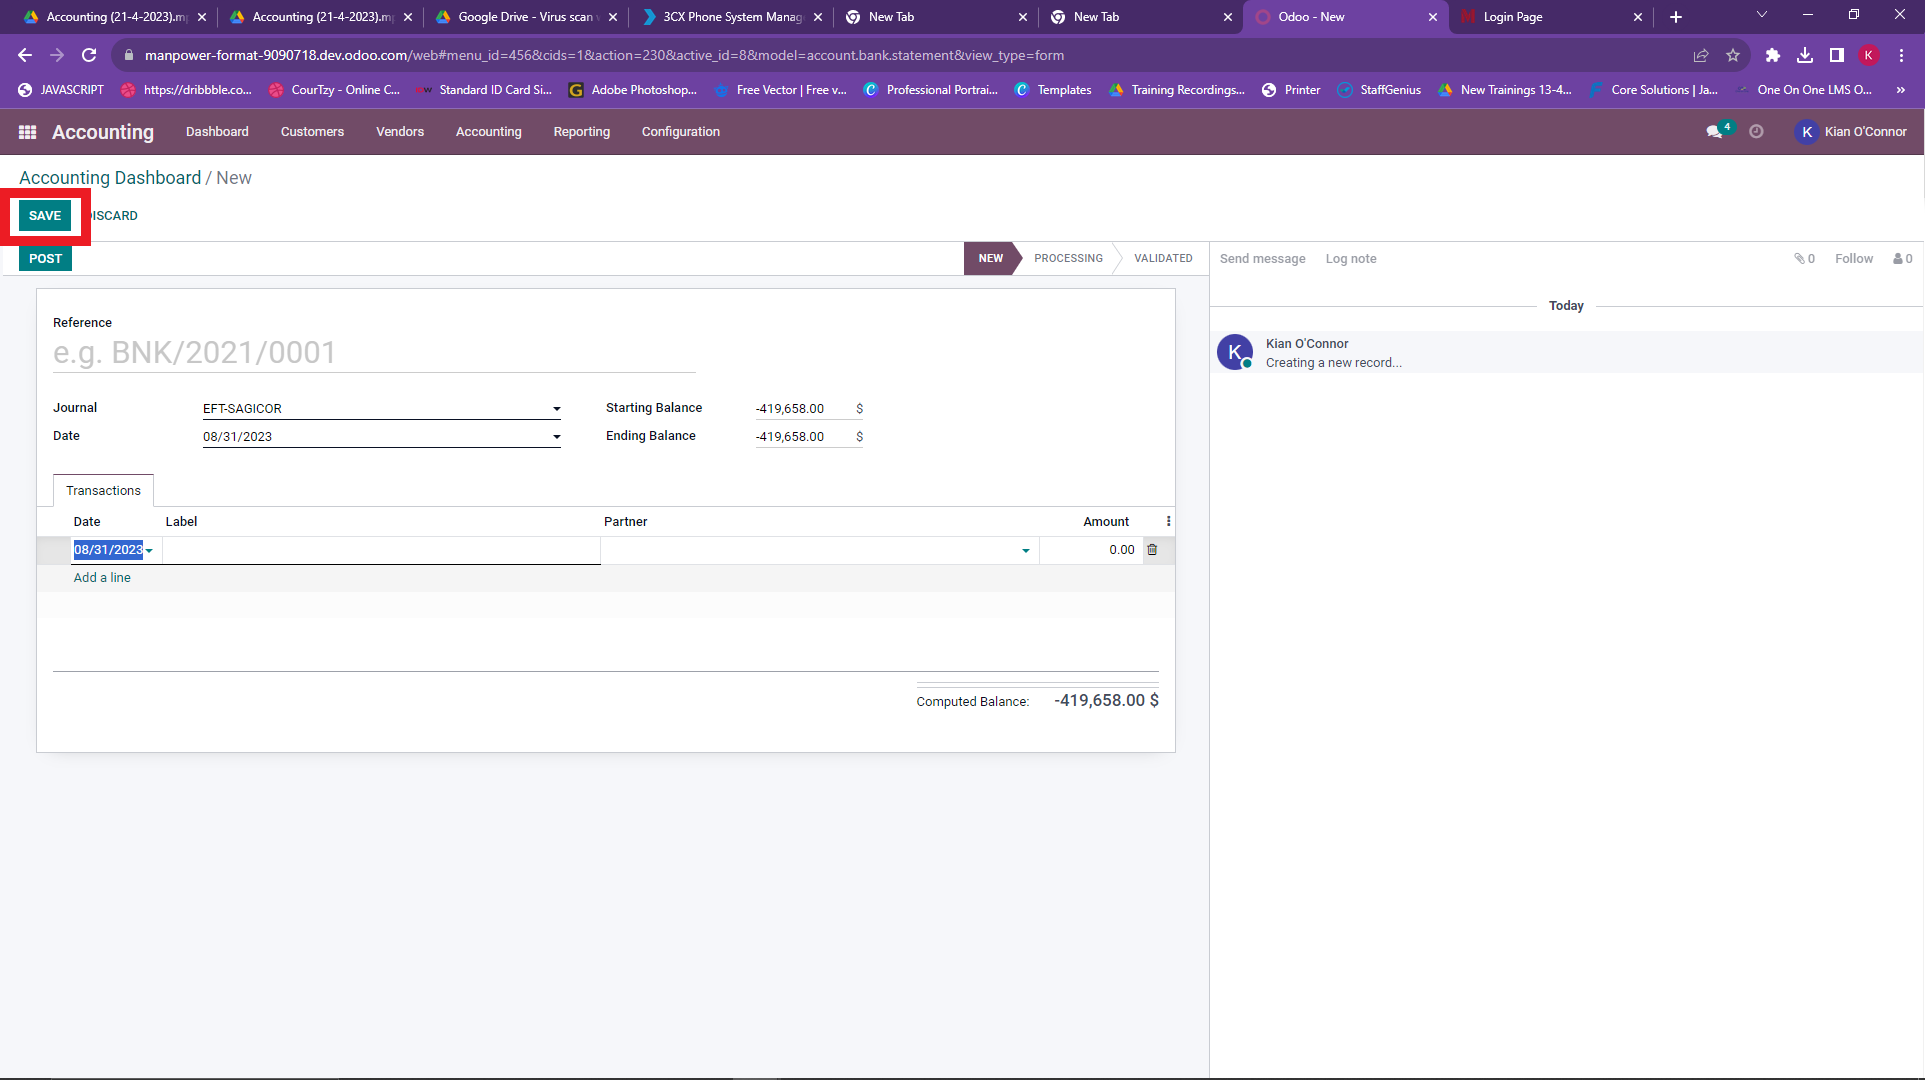 Accounting (21-4-2023).mp
Accounting (21-4-2023).mp
Google Drive - Virus scan
3CX Phone System Manag
New Tab
New Tab
Odoo - New
Login Page
manpower-format-9090718.dev.odoo.com/web#menu_id=456&cids=1&action=230&active_id=8&model=account.bank.statement&view_type=form
K
JAVASCRIPT
https://dribbble.co...
CourTzy - Online C...
Standard ID Card Si...
Adobe Photoshop...
Free Vector | Free v...
Professional Portrai...
Templates
Training Recordings...
Printer
StaffGenius
New Trainings 13-4...
Core Solutions | Ja...
One On One LMS O...
»
Accounting
Dashboard
Customers
Vendors
Accounting
Reporting
Configuration
4
K
Kian O'Connor
Accounting Dashboard / New
SAVE
ISCARD
POST
NEW
PROCESSING
VALIDATED
Send message
Log note
0
Follow
0
Today
K
Kian O'Connor
Creating a new record...
Reference
e.g. BNK/2021/0001
Journal
EFT-SAGICOR
Starting Balance
-419,658.00 $
Date
08/31/2023
Ending Balance
-419,658.00 $
Transactions
Date
Label
Partner
Amount
08/31/2023
0.00
Add a line
Computed Balance: -419,658.00 $